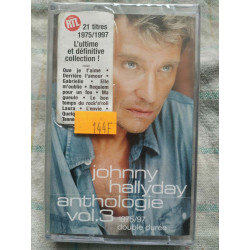 RTL
21 titres
1975/1997
L'ultime et définitive
collection !
Que je t'aime •
Derrière l'amour •
Gabrielle • Elle
m'oublie • Requiem
pour un fou • Ma
gueule • Le bon
temps du rock'n'roll
Laura • L'envie •
144F
johnny
hallyday
anthologie
vol.3 1975/97
double durée